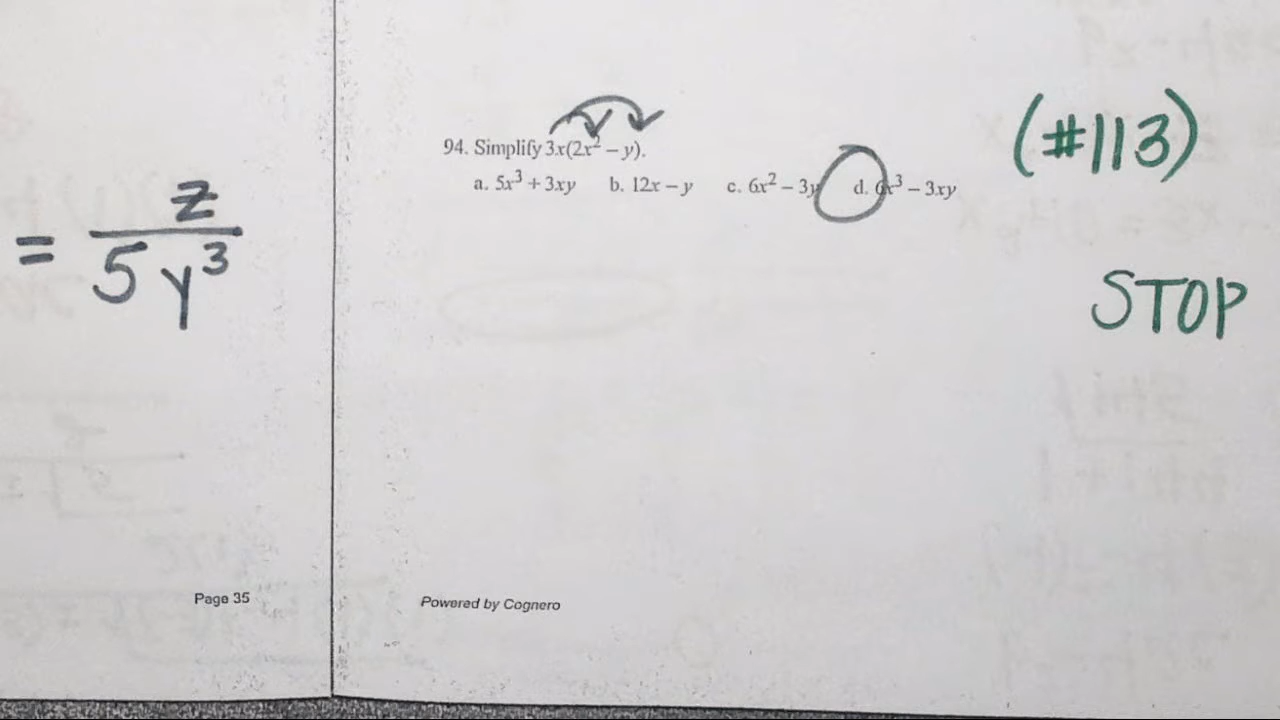 = z / 5y³
Page 35
94. Simplify 3x(2x² – y).
a. 5x³ + 3xy b. 12x – y c. 6x² – 3y d. 6x³ – 3xy
Powered by Cognero
(#113)
STOP